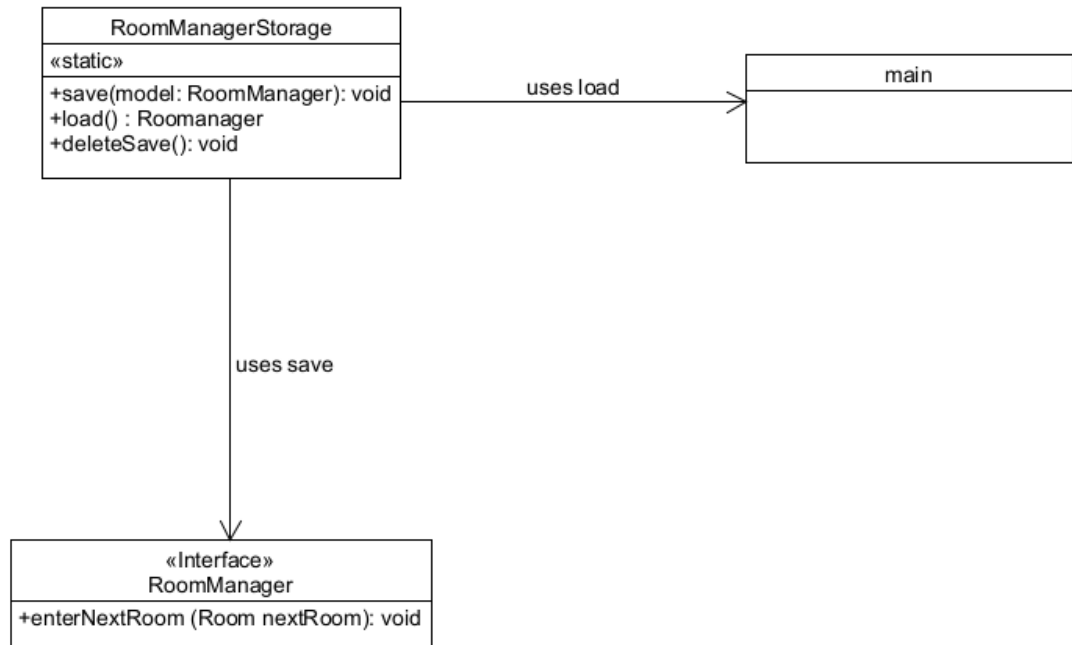 RoomManagerStorage
«static»
+save(model: RoomManager): void
+load() : Roomanager
+deleteSave(): void
uses load
main
uses save
«Interface»
RoomManager
+enterNextRoom (Room nextRoom): void